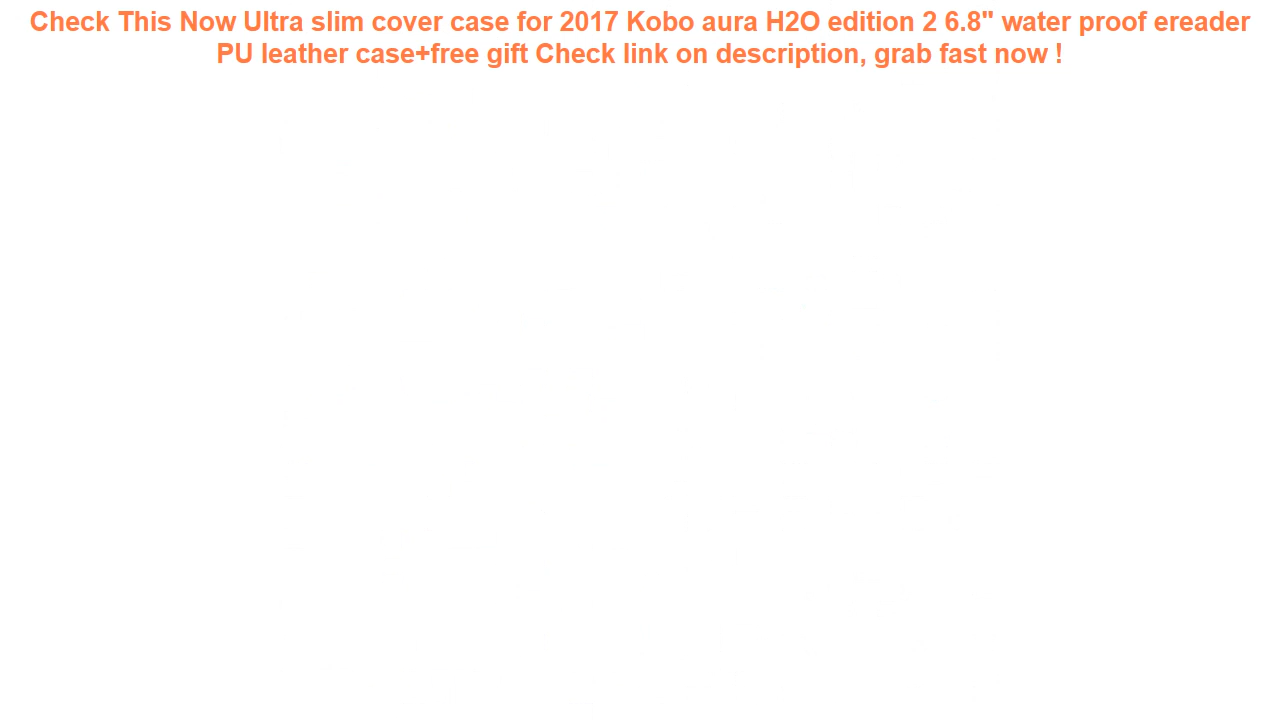 Check This Now Ultra slim cover case for 2017 Kobo aura H2O edition 2 6.8" water proof ereader
PU leather case+free gift Check link on description, grab fast now !